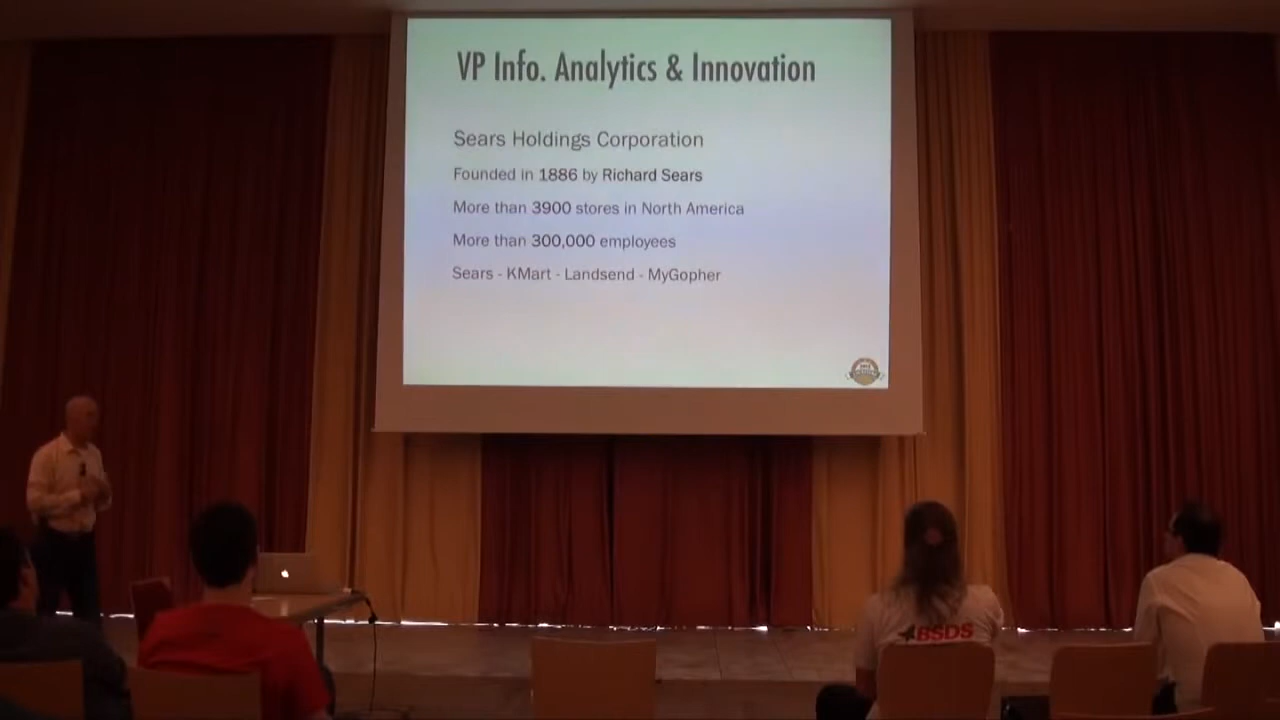 VP Info. Analytics & Innovation
Sears Holdings Corporation
Founded in 1886 by Richard Sears
More than 3900 stores in North America
More than 300,000 employees
Sears - KMart - Landsend - MyGopher
BSDS